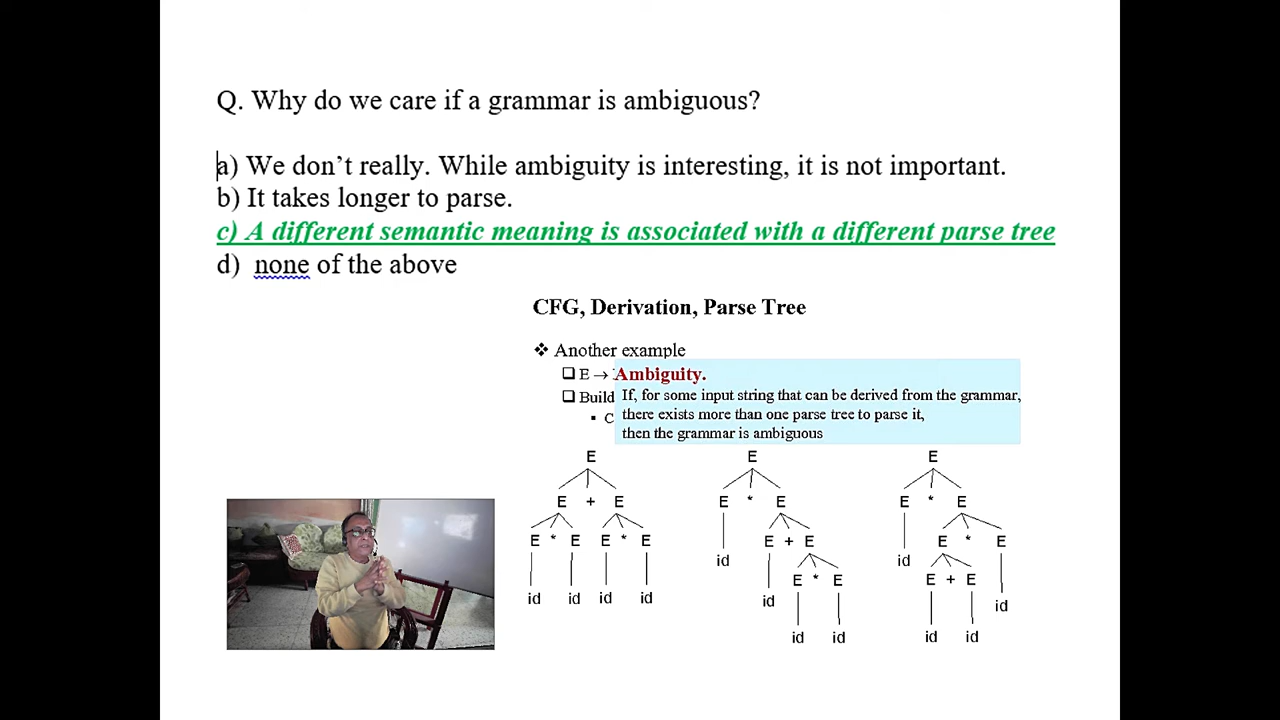 Q. Why do we care if a grammar is ambiguous?
a) We don’t really. While ambiguity is interesting, it is not important.
b) It takes longer to parse.
c) A different semantic meaning is associated with a different parse tree
d) none of the above
CFG, Derivation, Parse Tree
❖ Another example
❑ E →
Ambiguity.
❑ Build
If, for some input string that can be derived from the grammar,
▪ C
there exists more than one parse tree to parse it,
then the grammar is ambiguous
E E E
E + E E * E E * E
E * E E * E E + E E * E
id id
E * E E + E
id id id id id id
id id id id